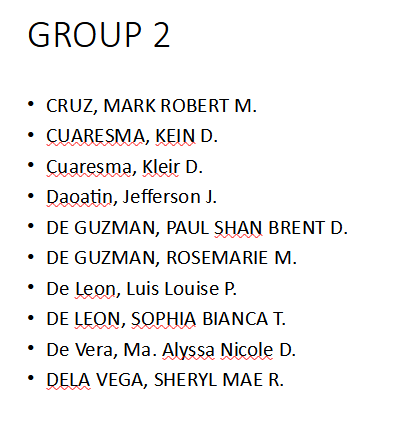 GROUP 2
• CRUZ, MARK ROBERT M.
• CUARESMA, KEIN D.
• Cuaresma, Kleir D.
• Daoatin, Jefferson J.
• DE GUZMAN, PAUL SHAN BRENT D.
• DE GUZMAN, ROSEMARIE M.
• De Leon, Luis Louise P.
• DE LEON, SOPHIA BIANCA T.
• De Vera, Ma. Alyssa Nicole D.
• DELA VEGA, SHERYL MAE R.